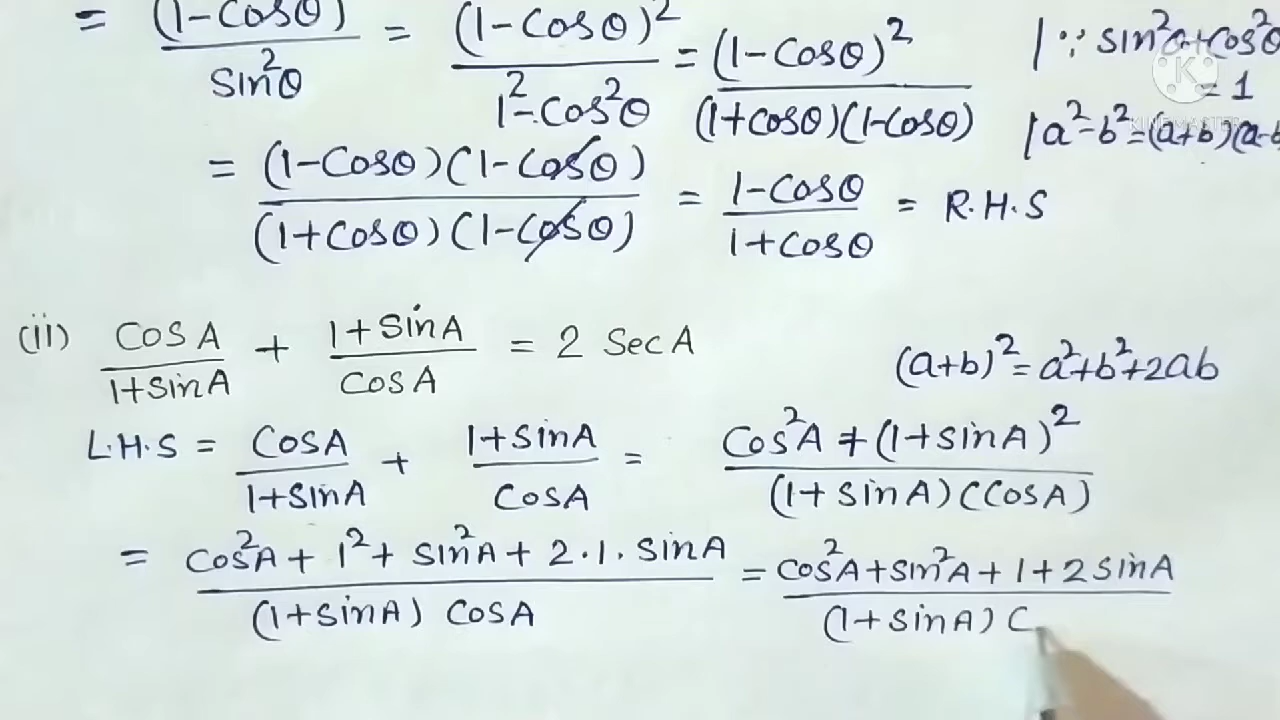 = (1-Cosθ) / Sin²θ = (1-Cosθ)² / 1²-Cos²θ = (1-Cosθ)² / (1+Cosθ)(1-Cosθ) | ∵ sin²θ+Cos²θ
= 1
= (1-Cosθ)(1-Cosθ) / (1+Cosθ)(1-Cosθ) = 1-Cosθ / 1+Cosθ = R.H.S | a²-b²=(a+b)(a-b
(ii) CosA / 1+SinA + 1+SinA / CosA = 2 SecA (a+b)²=a²+b²+2ab
L.H.S = CosA / 1+SinA + 1+SinA / CosA = Cos²A + (1+SinA)² / (1+SinA)(CosA)
= Cos²A + 1² + Sin²A + 2.1.SinA / (1+SinA) CosA = Cos²A+Sin²A+1+2SinA / (1+SinA) C